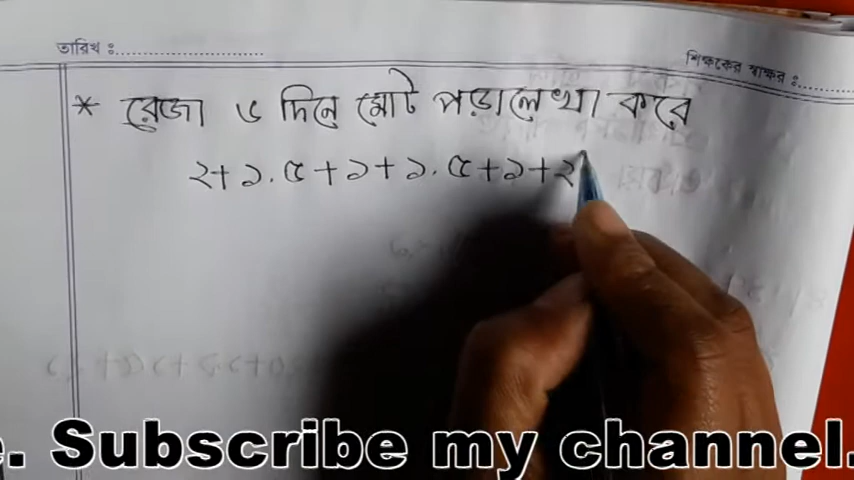 তারিখ :
শিক্ষকের স্বাক্ষর :
* রেজা ৬ দিনে মোট পড়ালেখা করে
২+১.৫+১+১.৫+১+২
e. Subscribe my channel.